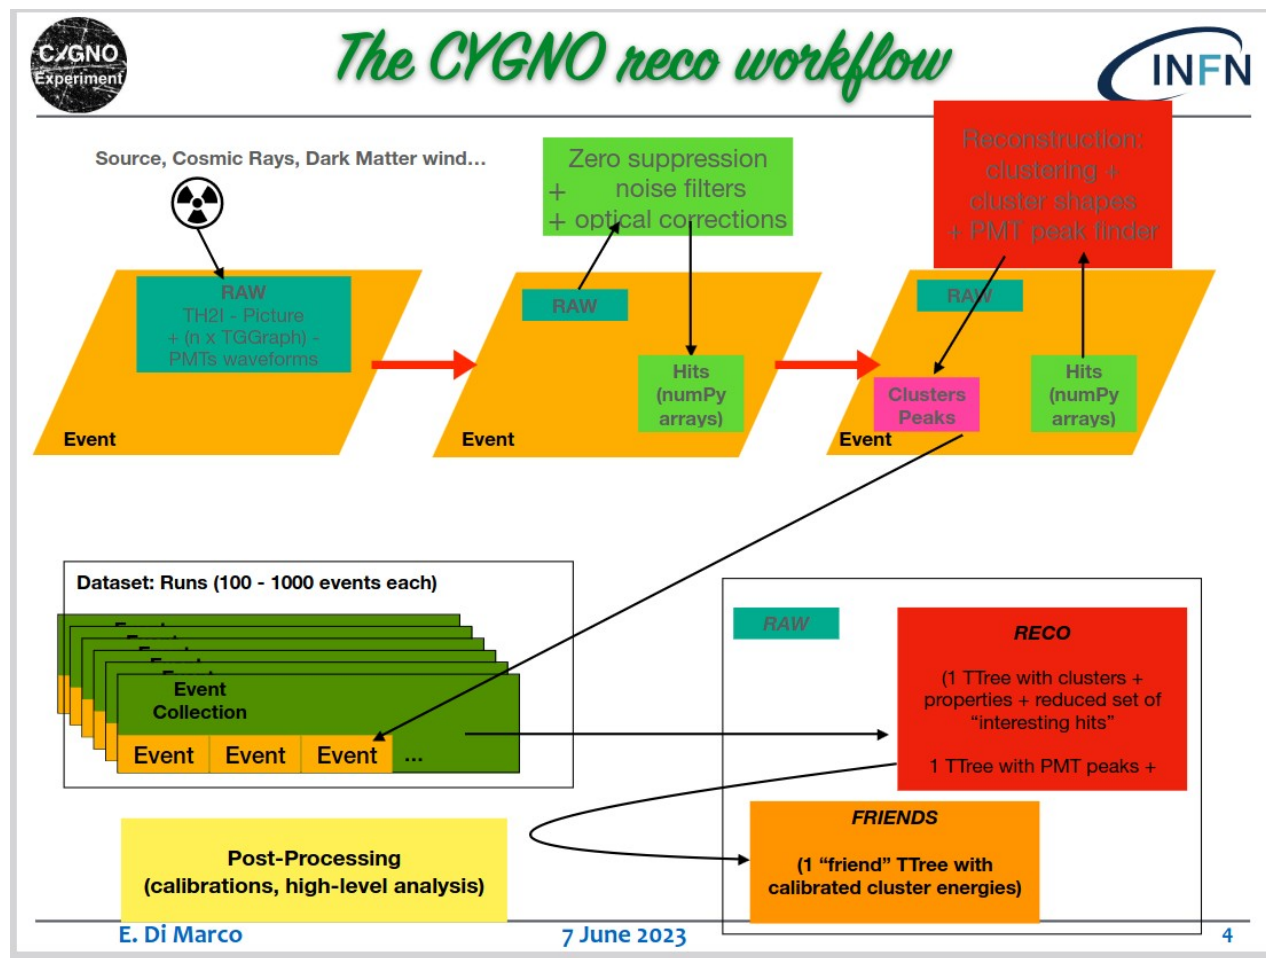 CYGNO
Experiment
The CYGNO reco workflow
INFN
Source, Cosmic Rays, Dark Matter wind...
RAW
TH2I - Picture
+ (n x TGGraph) -
PMTs waveforms
Event
Zero suppression
+ noise filters
+ optical corrections
RAW
Hits
(numPy
arrays)
Event
Reconstruction:
clustering +
cluster shapes
+ PMT peak finder
RAW
Clusters
Peaks
Hits
(numPy
arrays)
Event
Dataset: Runs (100 - 1000 events each)
Event
Collection
Event Event Event ...
RAW
RECO
(1 TTree with clusters +
properties + reduced set of
“interesting hits”
1 TTree with PMT peaks +
FRIENDS
(1 “friend” TTree with
calibrated cluster energies)
Post-Processing
(calibrations, high-level analysis)
E. Di Marco
7 June 2023
4